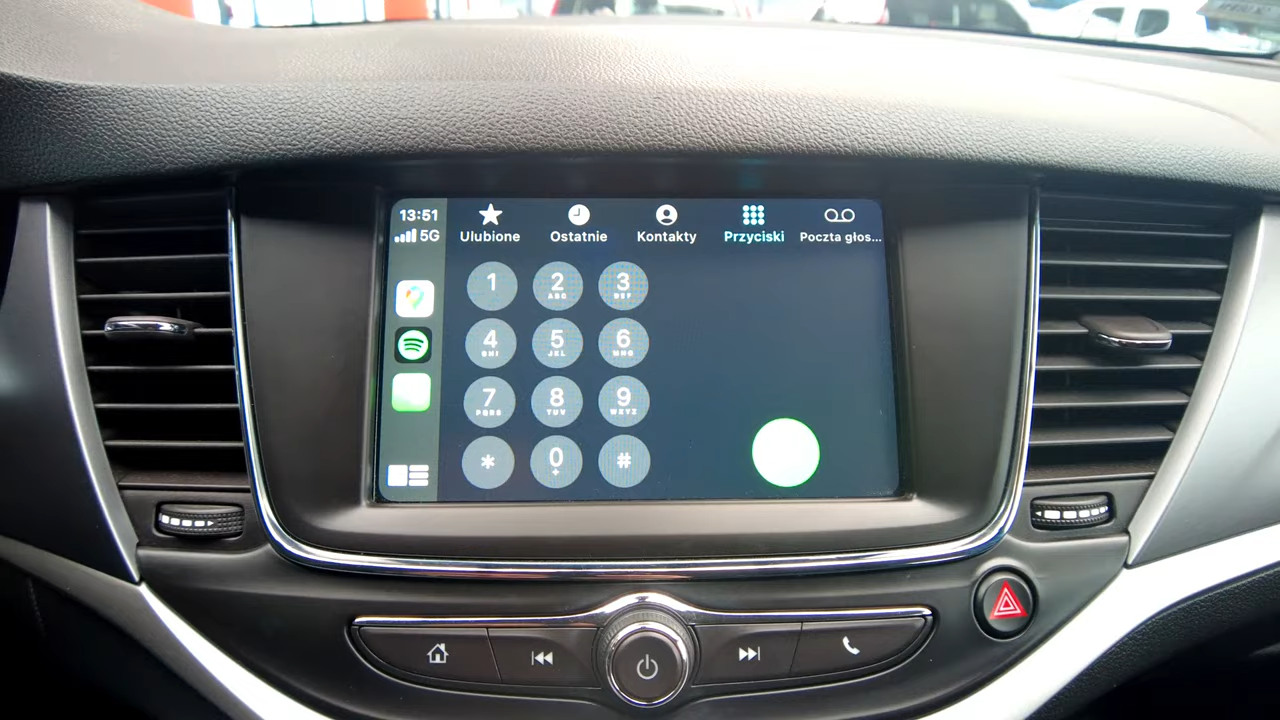 13:51
5G
Ulubione
Ostatnie
Kontakty
Przyciski
Poczta głos...
1
2
ABC
3
DEF
4
GHI
5
JKL
6
MNO
7
PQRS
8
TUV
9
WXYZ
*
0
+
#